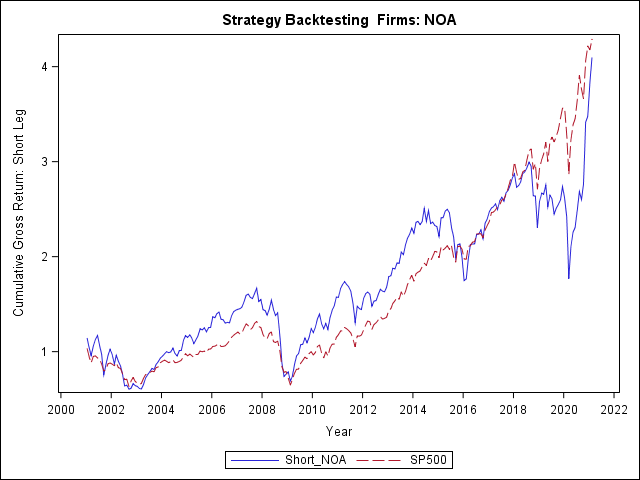 Strategy Backtesting  Firms: NOA
Cumulative Gross Return: Short Leg
4
3
2
1
2000 2002 2004 2006 2008 2010 2012 2014 2016 2018 2020 2022
Year
Short_NOA SP500